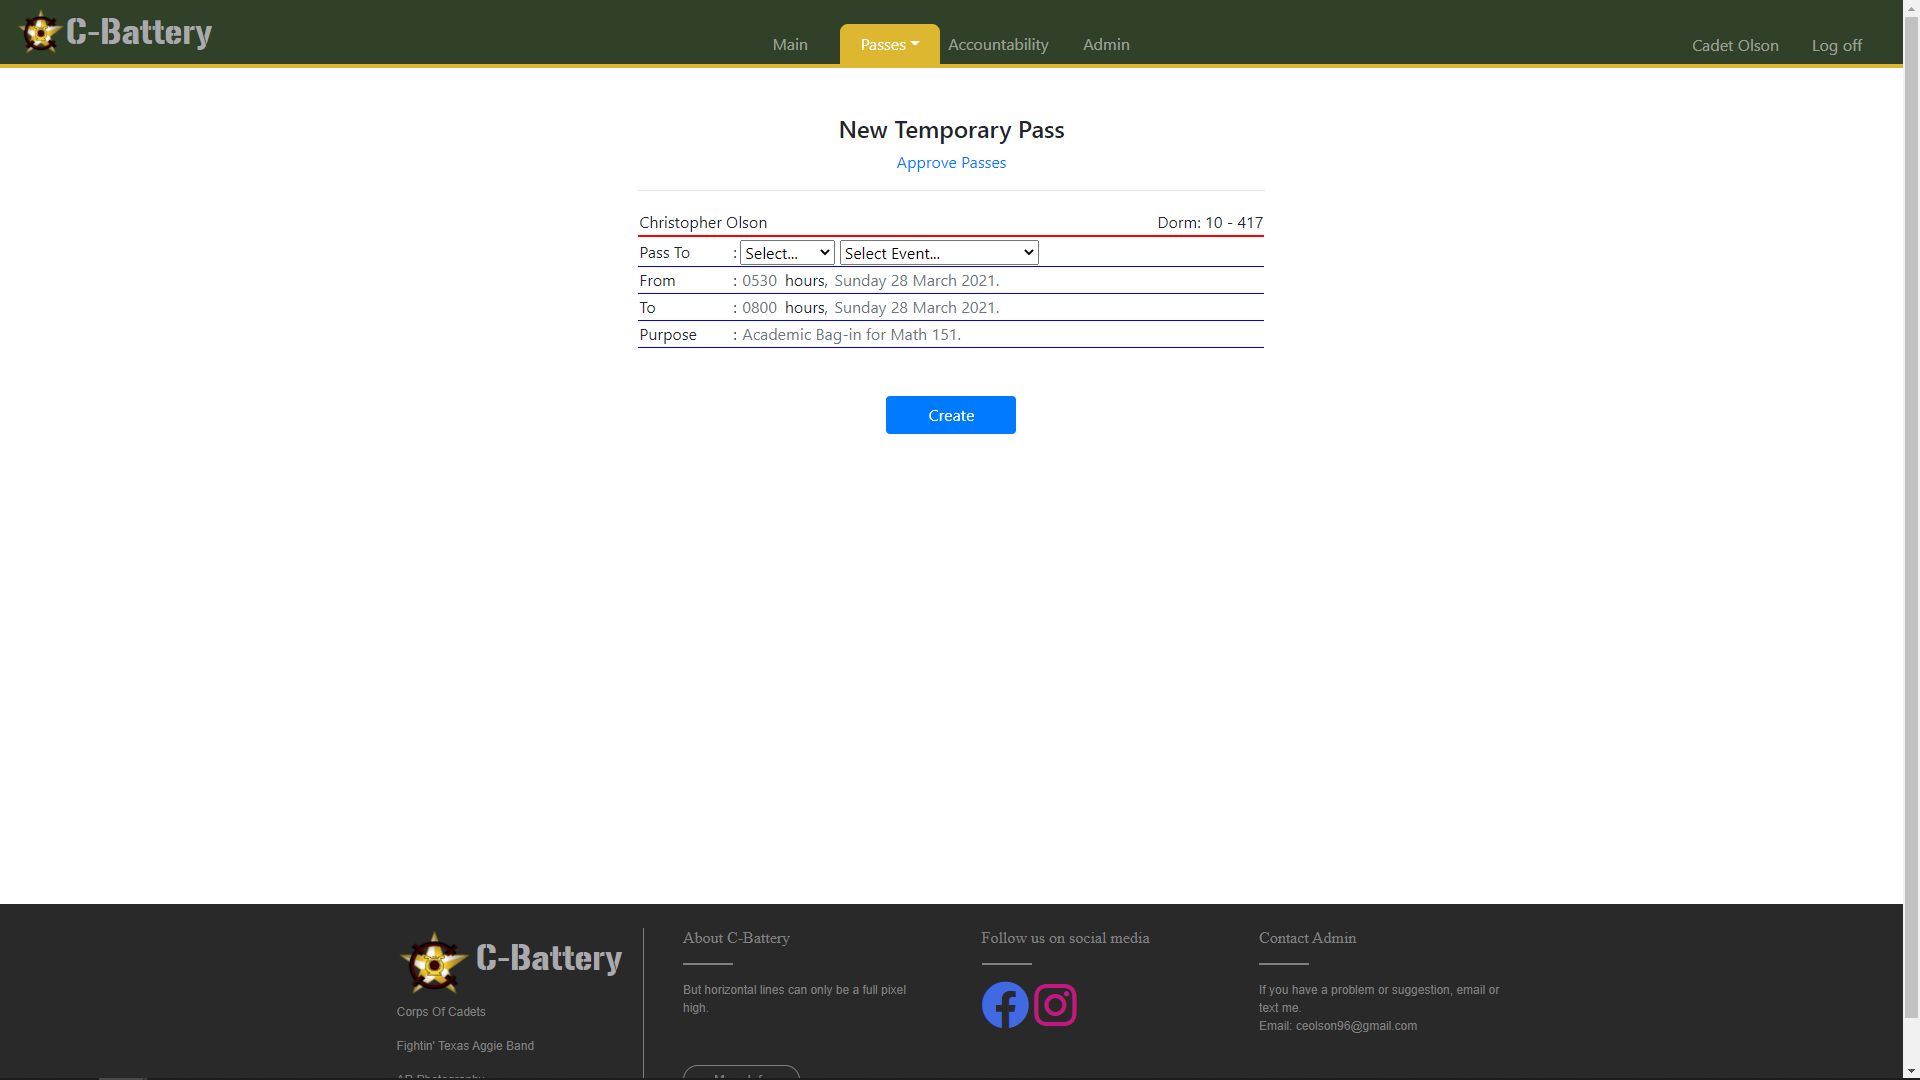 C-Battery
Main
Passes
Accountability
Admin
Cadet Olson
Log off
New Temporary Pass
Approve Passes
Christopher Olson
Dorm: 10 - 417
Pass To : Select... Select Event...
From : 0530 hours, Sunday 28 March 2021.
To : 0800 hours, Sunday 28 March 2021.
Purpose : Academic Bag-in for Math 151.
Create
C-Battery
Corps Of Cadets
Fightin' Texas Aggie Band
About C-Battery
But horizontal lines can only be a full pixel
high.
Follow us on social media
Contact Admin
If you have a problem or suggestion, email or
text me.
Email: ceolson96@gmail.com